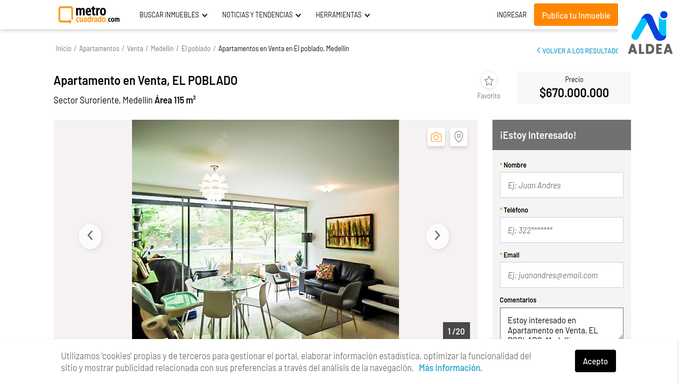 metro
cuadrado.com
BUSCAR INMUEBLES
NOTICIAS Y TENDENCIAS
HERRAMIENTAS
INGRESAR
Publica tu Inmueble
ALDEA
Inicio / Apartamentos / Venta / Medellín / El poblado / Apartamentos en Venta en El poblado, Medellín
VOLVER A LOS RESULTAD
Apartamento en Venta, EL POBLADO
Sector Suroriente, Medellín Área 115 m²
Favorito
Precio
$670.000.000
¡Estoy Interesado!
* Nombre
Ej: Juan Andres
* Teléfono
Ej: 322*******
* Email
Ej: juanandres@email.com
Comentarios
Estoy interesado en
Apartamento en Venta, EL
1 / 20
Utilizamos 'cookies' propias y de terceros para gestionar el portal, elaborar información estadística, optimizar la funcionalidad del
sitio y mostrar publicidad relacionada con sus preferencias a través del análisis de la navegación. Más información.
Acepto